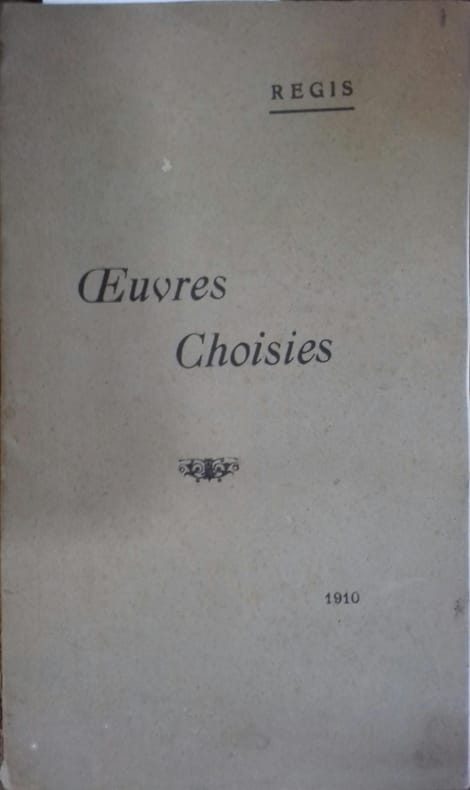 REGIS
Œuvres
Choisies
1910